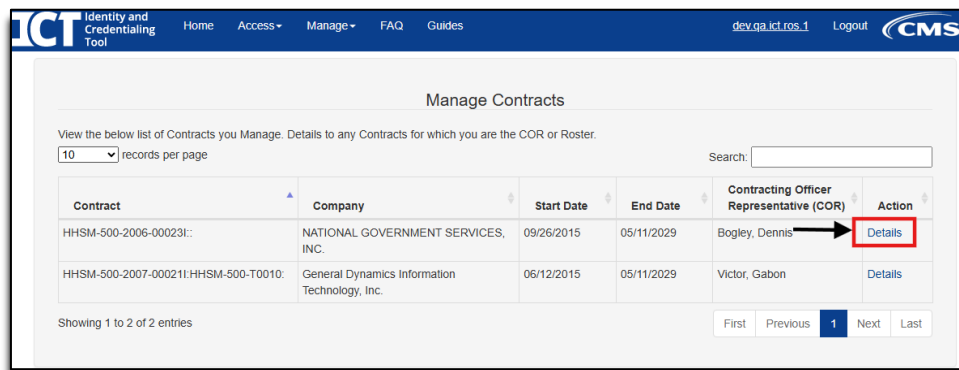 ICT Identity and Credentialing Tool
Home Access Manage FAQ Guides dev.qa.ict.ros.1 Logout CMS
Manage Contracts
View the below list of Contracts you Manage. Details to any Contracts for which you are the COR or Roster.
10 records per page Search:
Contract Company Start Date End Date Contracting Officer Representative (COR) Action
HHSM-500-2006-00023I:: NATIONAL GOVERNMENT SERVICES, INC. 09/26/2015 05/11/2029 Bogley, Dennis Details
HHSM-500-2007-00021I:HHSM-500-T0010: General Dynamics Information Technology, Inc. 06/12/2015 05/11/2029 Victor, Gabon Details
Showing 1 to 2 of 2 entries First Previous 1 Next Last